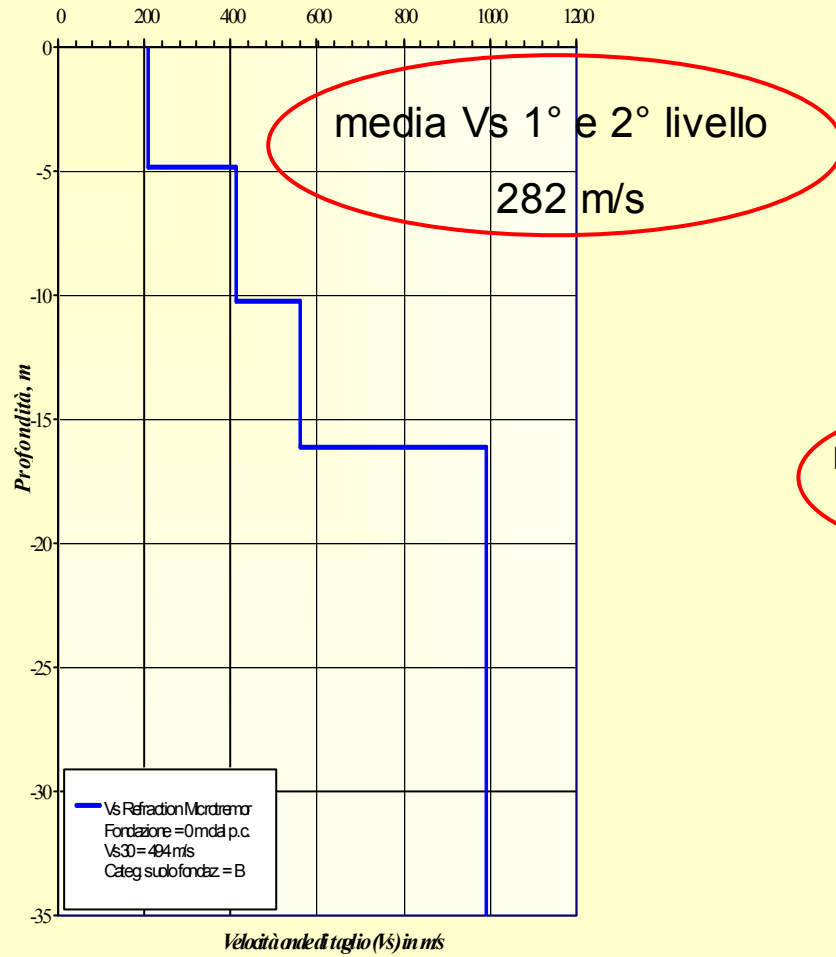 0 200 400 600 800 1000 1200
0
media Vs 1° e 2° livello
-5
282 m/s
-10
Profondità, m
-15
-20
-25
-30
Vs Refraction Microtremor
Fondazione = 0 m dal p.c.
Vs30 = 494 m/s
Categ suolo fondaz. = B
-35
Velocità onde di taglio (Vs) in m/s